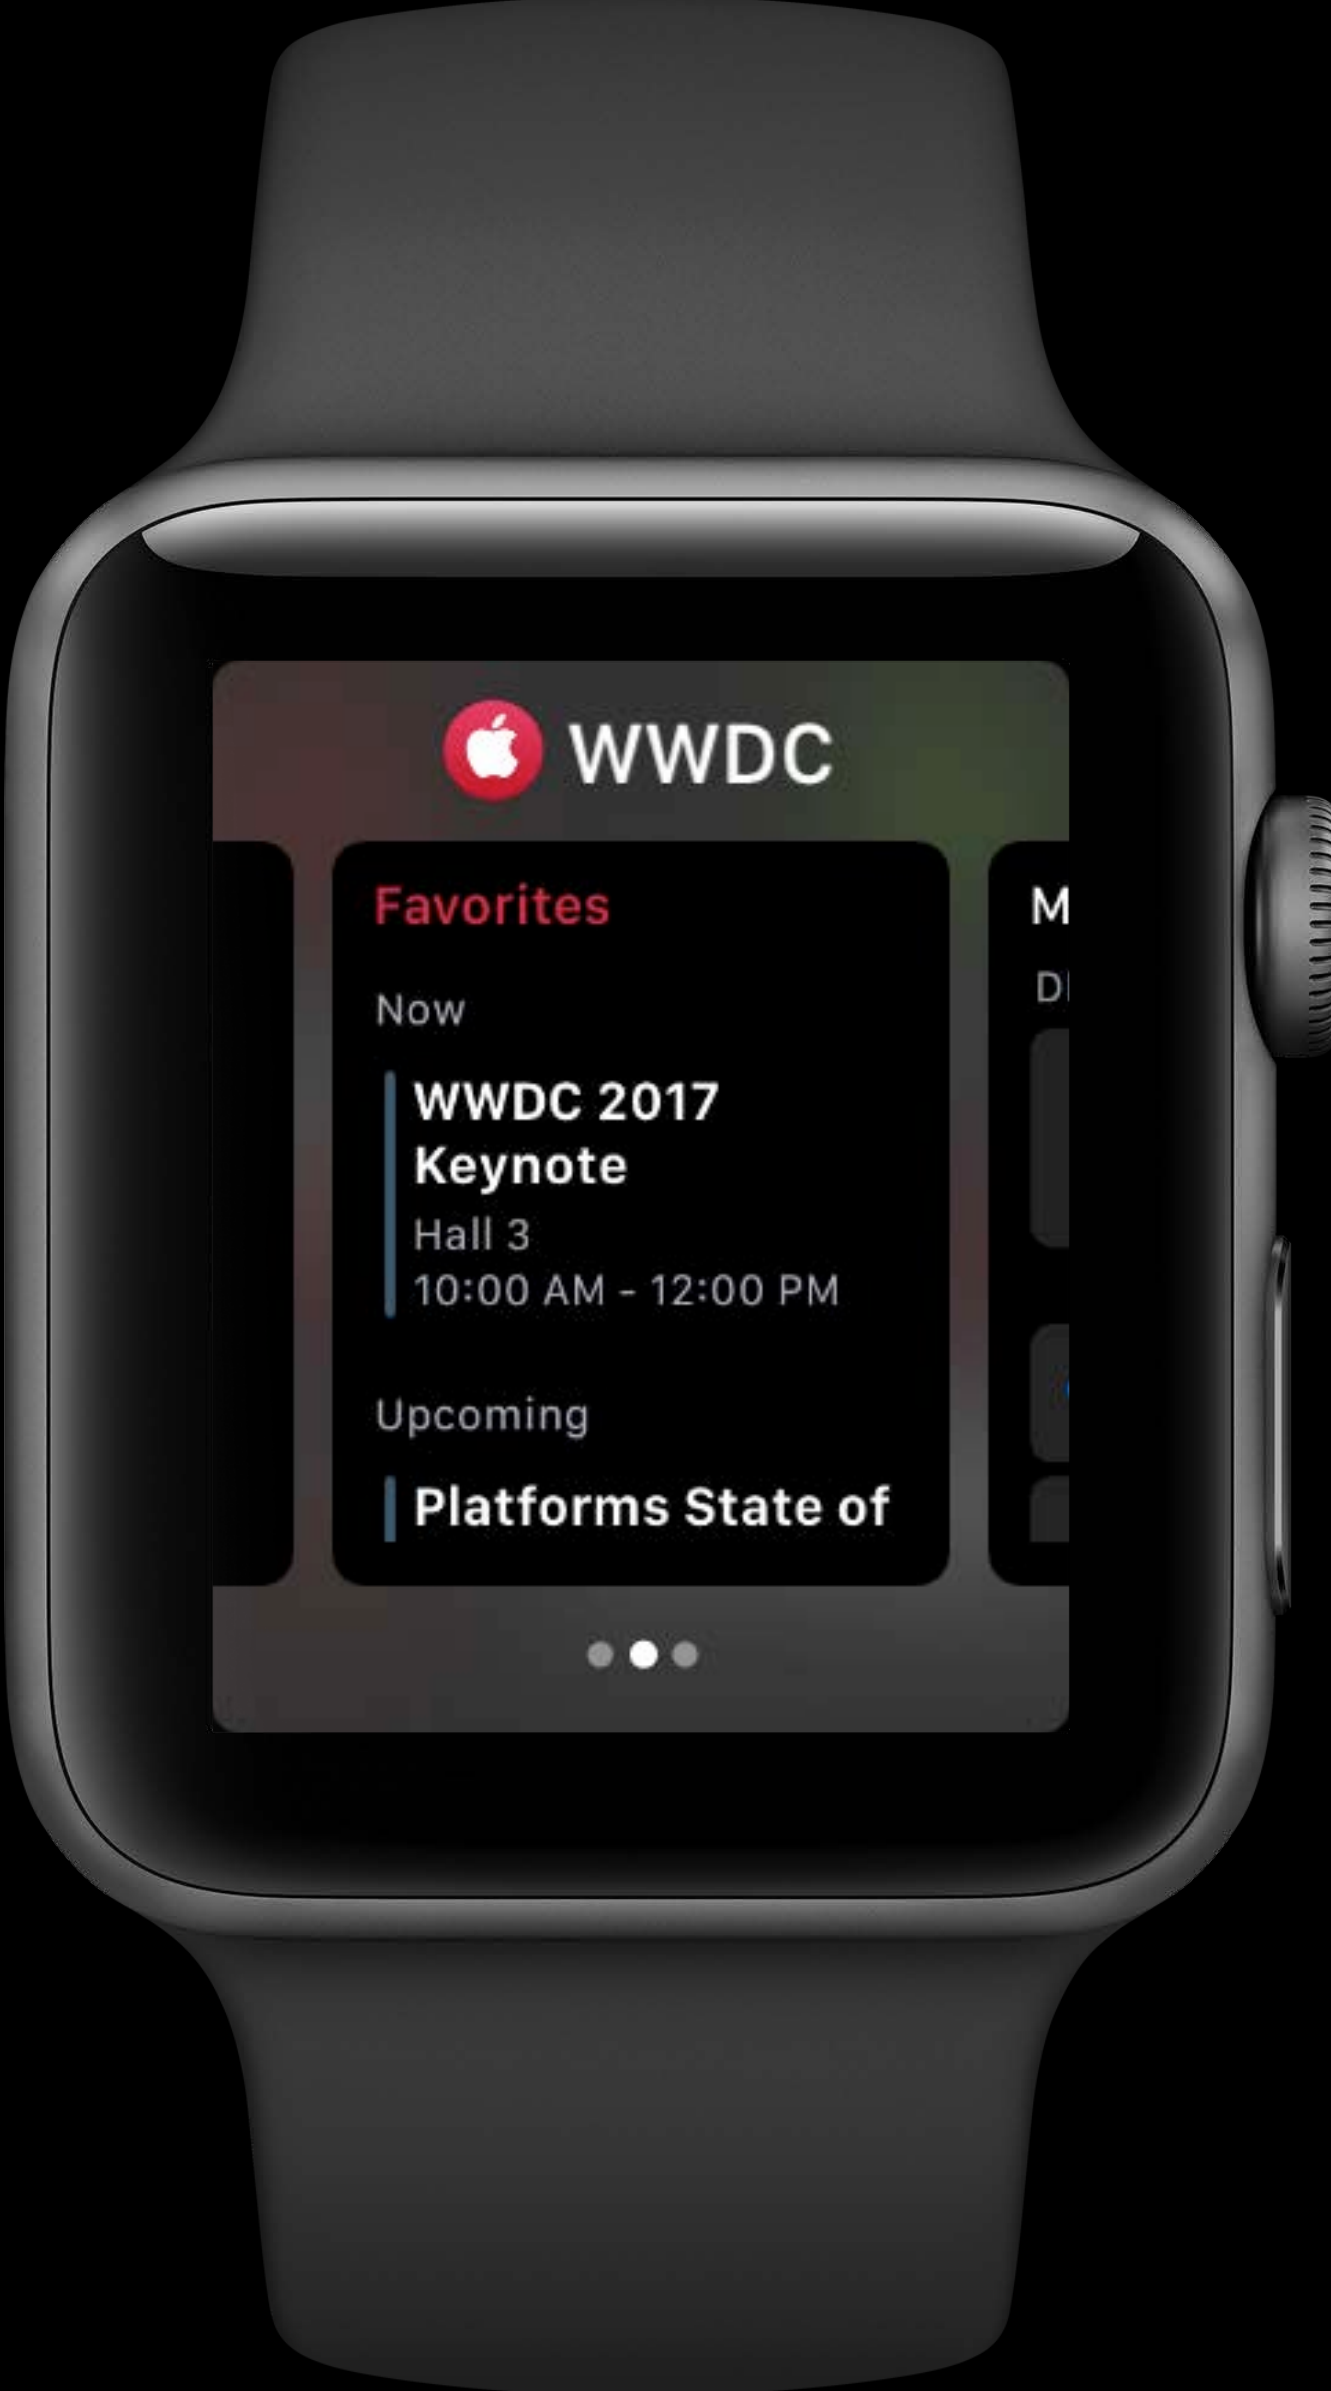 WWDC
Favorites
Now
WWDC 2017
Keynote
Hall 3
10:00 AM - 12:00 PM
Upcoming
Platforms State of
M